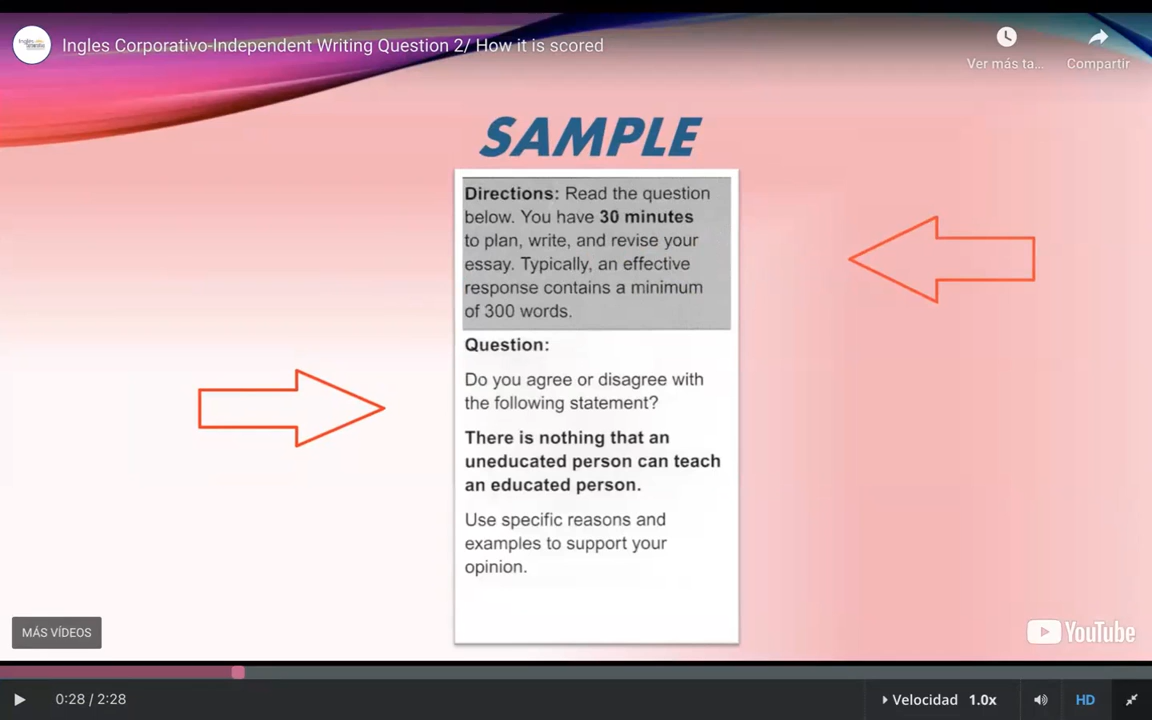 Ingles Corporativo-Independent Writing Question 2/ How it is scored
Ver más ta...
Compartir
SAMPLE
Directions: Read the question
below. You have 30 minutes
to plan, write, and revise your
essay. Typically, an effective
response contains a minimum
of 300 words.
Question:
Do you agree or disagree with
the following statement?
There is nothing that an
uneducated person can teach
an educated person.
Use specific reasons and
examples to support your
opinion.
MÁS VÍDEOS
YouTube
0:28 / 2:28
Velocidad 1.0x
HD